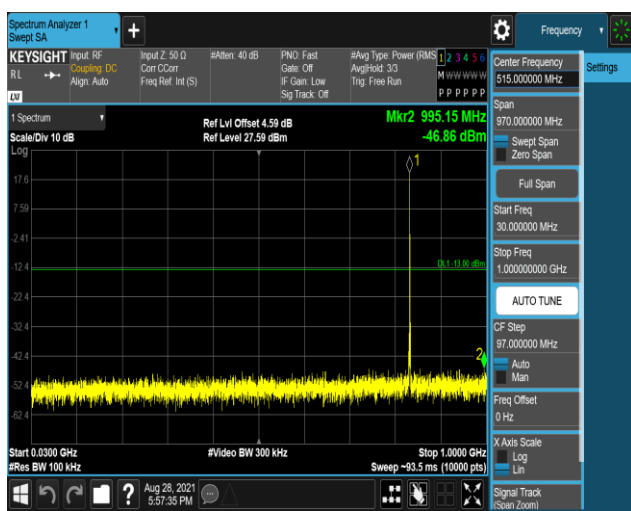 Spectrum Analyzer 1
Swept SA
Frequency
KEYSIGHT
RL
LXI
Input: RF
Coupling: DC
Align: Auto
Input Z: 50 Ω
Corr CCorr
Freq Ref: Int (S)
#Atten: 40 dB
PNO: Fast
Gate: Off
IF Gain: Low
Sig Track: Off
#Avg Type: Power (RMS
Avg|Hold: 3/3
Trig: Free Run
1 2 3 4 5 6
M W W W W W
P P P P P P
1 Spectrum
Scale/Div 10 dB
Ref Lvl Offset 4.59 dB
Ref Level 27.59 dBm
Mkr2 995.15 MHz
-46.86 dBm
Log
17.6
7.59
-2.41
-12.4
-22.4
-32.4
-42.4
-52.4
-62.4
1
DL1 -13.00 dBm
2
Start 0.0300 GHz
#Res BW 100 kHz
#Video BW 300 kHz
Stop 1.0000 GHz
Sweep ~93.5 ms (10000 pts)
?
Aug 28, 2021
5:57:35 PM
Center Frequency
515.000000 MHz
Settings
Span
970.000000 MHz
Swept Span
Zero Span
Full Span
Start Freq
30.000000 MHz
Stop Freq
1.000000000 GHz
AUTO TUNE
CF Step
97.000000 MHz
Auto
Man
Freq Offset
0 Hz
X Axis Scale
Log
Lin
Signal Track
(Span Zoom)